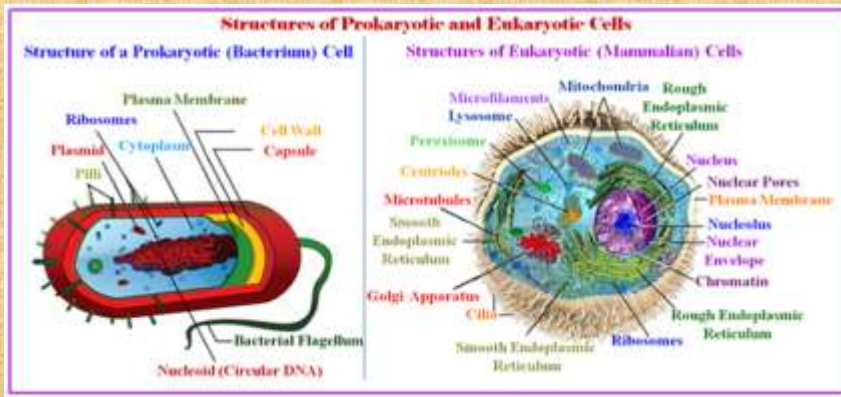 Structures of Prokaryotic and Eukaryotic Cells
Structure of a Prokaryotic (Bacterium) Cell
Plasma Membrane
Ribosomes
Cell Wall
Plasmid
Cytoplasm
Capsule
Pilli
Bacterial Flagellum
Nucleoid (Circular DNA)
Structures of Eukaryotic (Mammalian) Cells
Mitochondria
Rough
Endoplasmic
Reticulum
Microfilaments
Lysosome
Peroxisome
Nucleus
Centrioles
Nuclear Pores
Plasma Membrane
Microtubules
Nucleolus
Smooth
Endoplasmic
Reticulum
Nuclear
Envelope
Chromatin
Golgi Apparatus
Cilia
Rough Endoplasmic
Reticulum
Ribosomes
Smooth Endoplasmic
Reticulum